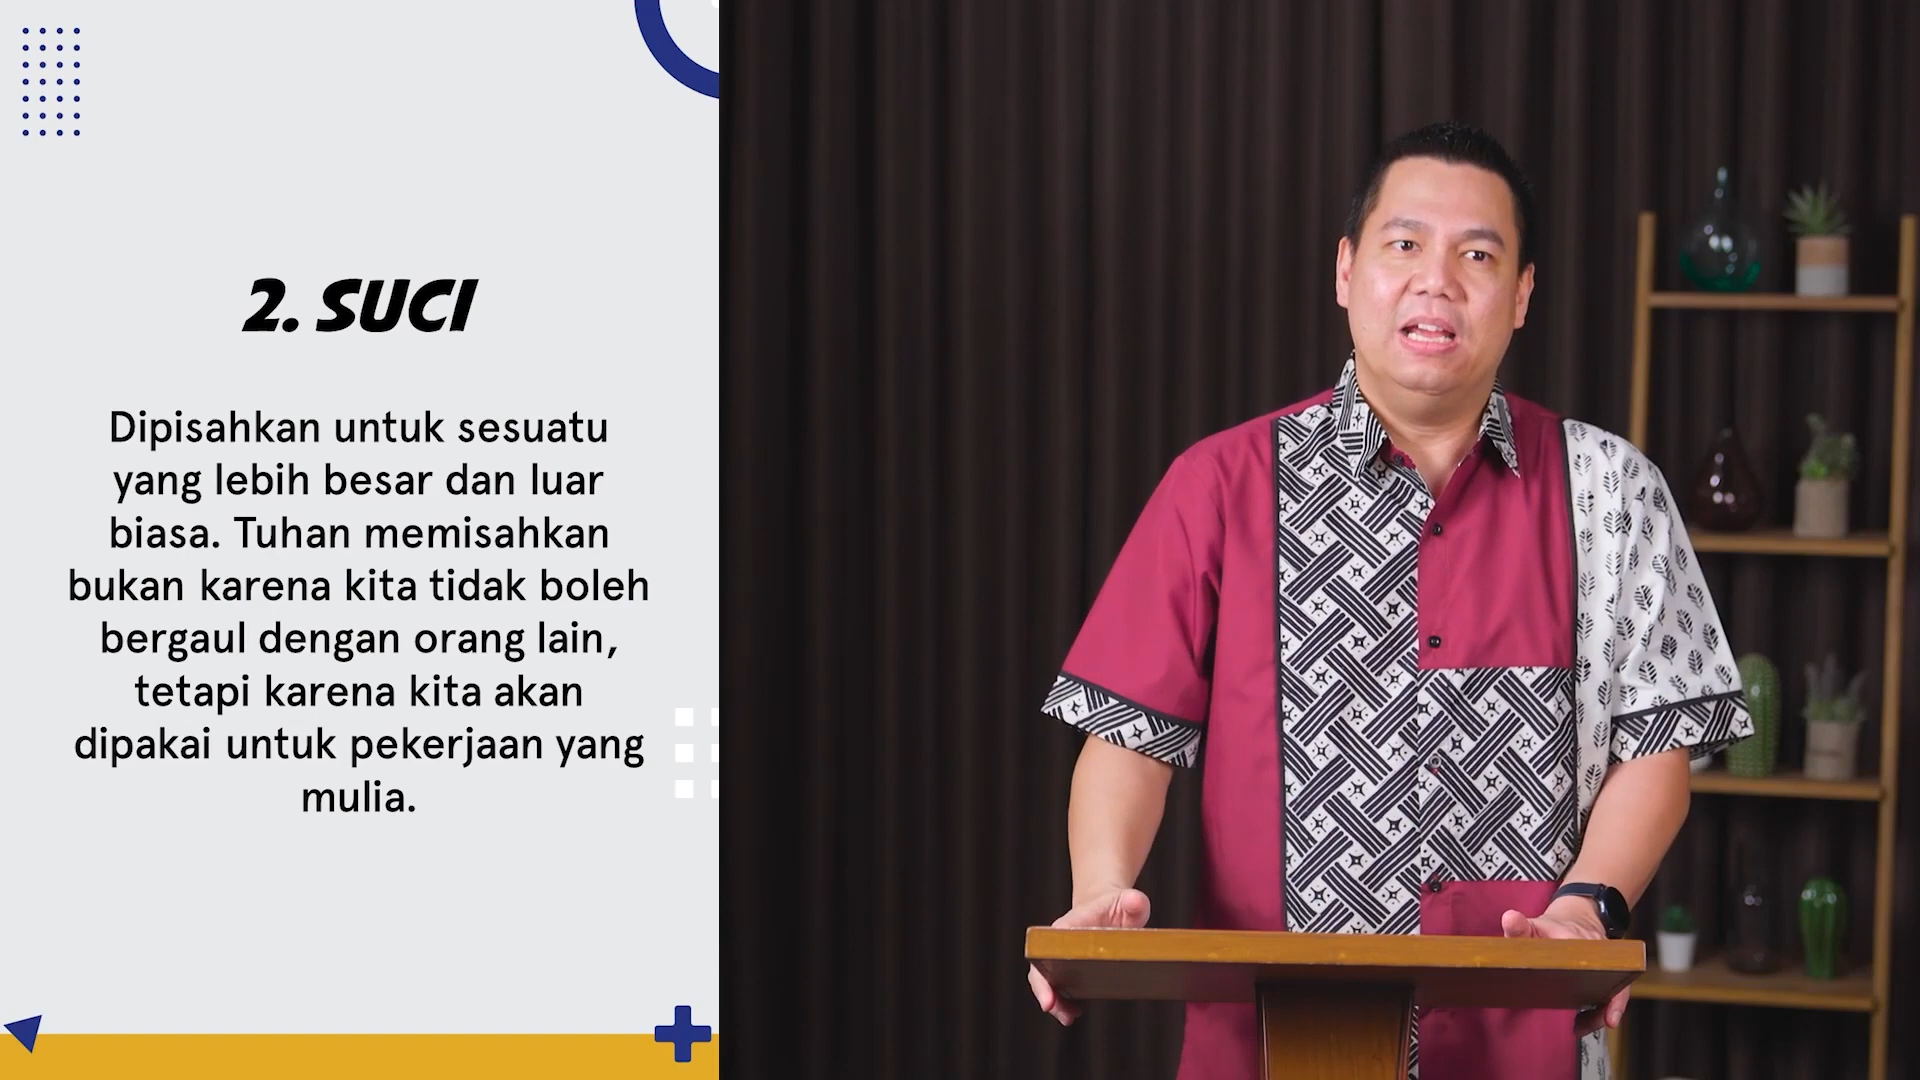 2. SUCI
Dipisahkan untuk sesuatu
yang lebih besar dan luar
biasa. Tuhan memisahkan
bukan karena kita tidak boleh
bergaul dengan orang lain,
tetapi karena kita akan
dipakai untuk pekerjaan yang
mulia.